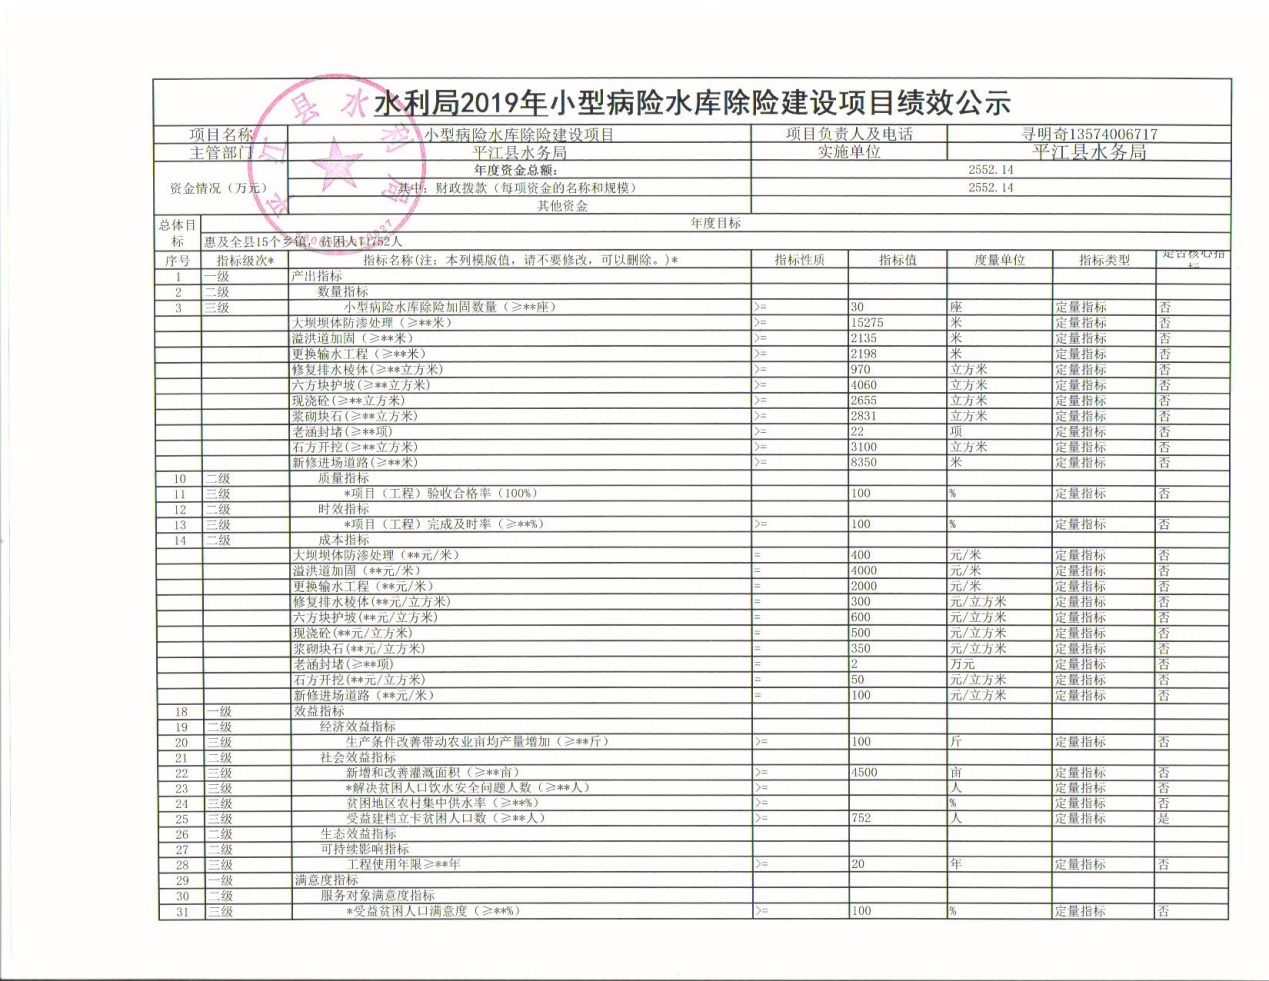 水利局2019年小型病险水库除险建设项目绩效公示
项目名称 小型病险水库除险建设项目 项目负责人及电话 寻明奇13574006717
主管部门 平江县水务局 实施单位 平江县水务局
资金情况（万元） 年度资金总额： 2552.14
其中：财政拨款（每项资金的名称和规模） 2552.14
其他资金
总体目标 年度目标
惠及全县15个乡镇，贫困人口752人
序号 指标级次* 指标名称(注：本列模版值，请不要修改，可以删除。)* 指标性质 指标值 度量单位 指标类型 是否核心指标
1 一级 产出指标
2 二级 数量指标
3 三级 小型病险水库除险加固数量（≥**座） >= 30 座 定量指标 否
大坝坝体防渗处理（≥**米） >= 15275 米 定量指标 否
溢洪道加固（≥**米） >= 2135 米 定量指标 否
更换输水工程（≥**米） >= 2198 米 定量指标 否
修复排水棱体(≥**立方米) >= 970 立方米 定量指标 否
六方块护坡(≥**立方米) >= 4060 立方米 定量指标 否
现浇砼(≥**立方米) >= 2655 立方米 定量指标 否
浆砌块石(≥**立方米) >= 2831 立方米 定量指标 否
老涵封堵(≥**项) >= 22 项 定量指标 否
石方开挖(≥**立方米) >= 3100 立方米 定量指标 否
新修进场道路(≥**米) >= 8350 米 定量指标 否
10 二级 质量指标
11 三级 *项目（工程）验收合格率（100%） 100 % 定量指标 否
12 二级 时效指标
13 三级 *项目（工程）完成及时率（≥**%） >= 100 % 定量指标 否
14 二级 成本指标
大坝坝体防渗处理（**元/米） = 400 元/米 定量指标 否
溢洪道加固（**元/米） = 4000 元/米 定量指标 否
更换输水工程（**元/米） = 2000 元/米 定量指标 否
修复排水棱体(**元/立方米) = 300 元/立方米 定量指标 否
六方块护坡(**元/立方米) = 600 元/立方米 定量指标 否
现浇砼(**元/立方米) = 500 元/立方米 定量指标 否
浆砌块石(**元/立方米) = 350 元/立方米 定量指标 否
老涵封堵(≥**项) = 2 万元 定量指标 否
石方开挖(**元/立方米) = 50 元/立方米 定量指标 否
新修进场道路（**元/米） = 100 元/立方米 定量指标 否
18 一级 效益指标
19 二级 经济效益指标
20 三级 生产条件改善带动农业亩均产量增加（≥**斤） >= 100 斤 定量指标 否
21 二级 社会效益指标
22 三级 新增和改善灌溉面积（≥**亩） >= 4500 亩 定量指标 否
23 三级 *解决贫困人口饮水安全问题人数（≥**人） >= 人 定量指标 否
24 三级 贫困地区农村集中供水率（≥**%） >= % 定量指标 否
25 三级 受益建档立卡贫困人口数（≥**人） >= 752 人 定量指标 是
26 二级 生态效益指标
27 二级 可持续影响指标
28 三级 工程使用年限≥**年 >= 20 年 定量指标 否
29 一级 满意度指标
30 二级 服务对象满意度指标
31 三级 *受益贫困人口满意度（≥**%） >= 100 % 定量指标 否
平江县水利局